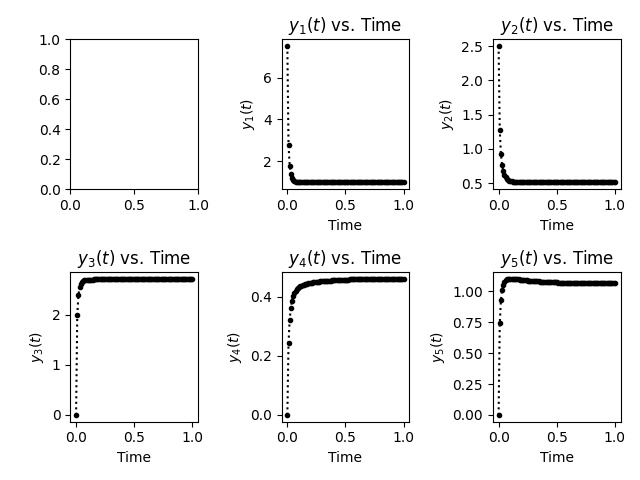 y₁(t) vs. Time
y₂(t) vs. Time
1.0
0.8
0.6
0.4
0.2
0.0
0.0 0.5 1.0
y₁(t)
6
4
2
0.0 0.5 1.0
Time
y₂(t)
2.5
2.0
1.5
1.0
0.5
0.0 0.5 1.0
Time
y₃(t) vs. Time
y₄(t) vs. Time
y₅(t) vs. Time
y₃(t)
2
1
0
0.0 0.5 1.0
Time
y₄(t)
0.4
0.2
0.0
0.0 0.5 1.0
Time
y₅(t)
1.00
0.75
0.50
0.25
0.00
0.0 0.5 1.0
Time